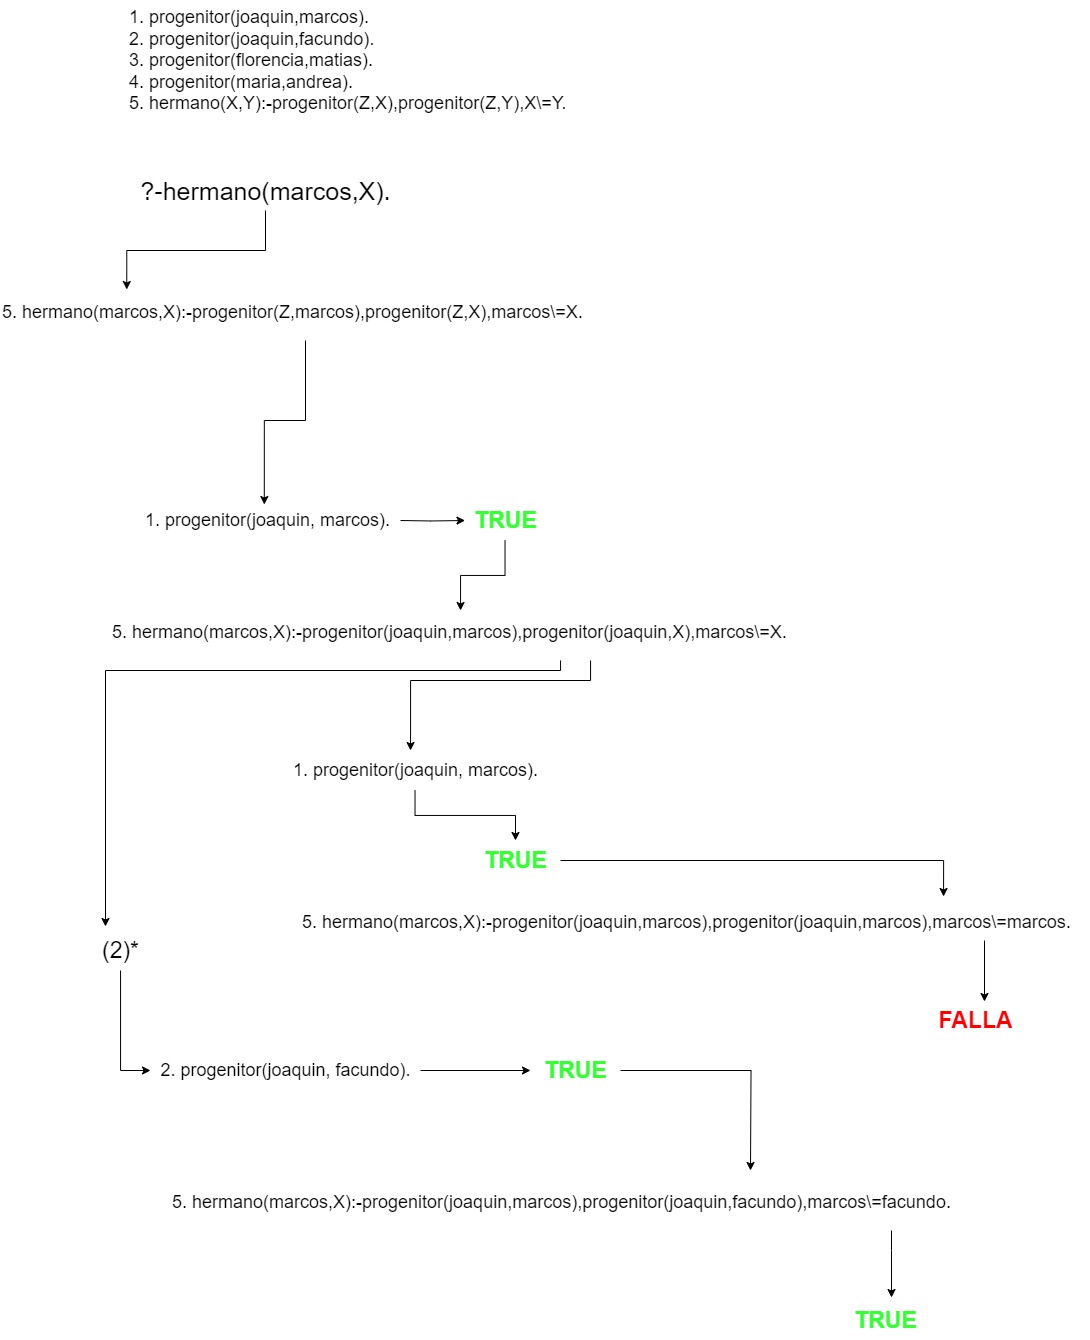 1. progenitor(joaquin,marcos).
2. progenitor(joaquin,facundo).
3. progenitor(florencia,matias).
4. progenitor(maria,andrea).
5. hermano(X,Y):-progenitor(Z,X),progenitor(Z,Y),X\=Y.
?-hermano(marcos,X).
5. hermano(marcos,X):-progenitor(Z,marcos),progenitor(Z,X),marcos\=X.
1. progenitor(joaquin, marcos).
TRUE
5. hermano(marcos,X):-progenitor(joaquin,marcos),progenitor(joaquin,X),marcos\=X.
1. progenitor(joaquin, marcos).
TRUE
5. hermano(marcos,X):-progenitor(joaquin,marcos),progenitor(joaquin,marcos),marcos\=marcos.
(2)*
FALLA
2. progenitor(joaquin, facundo).
TRUE
5. hermano(marcos,X):-progenitor(joaquin,marcos),progenitor(joaquin,facundo),marcos\=facundo.
TRUE